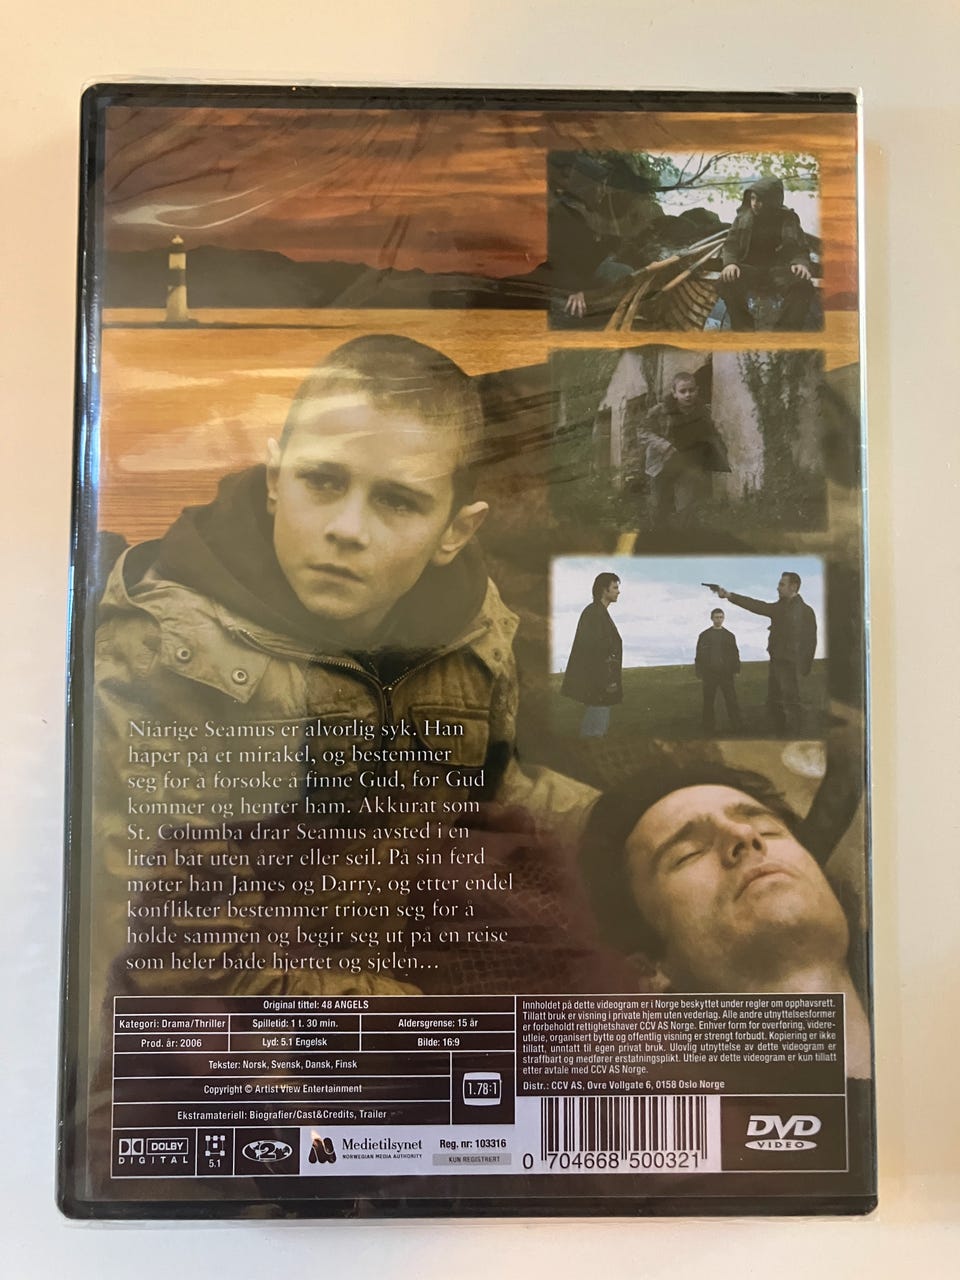 Niårige Seamus er alvorlig syk. Han
håper på et mirakel, og bestemmer
seg for å forsøke å finne Gud, før Gud
kommer og henter ham. Akkurat som
St. Columba drar Seamus avsted i en
liten båt uten årer eller seil. På sin ferd
møter han James og Darry, og etter endel
konflikter bestemmer trioen seg for å
holde sammen og begir seg ut på en reise
som heler både hjertet og sjelen...
Original tittel: 48 ANGELS
Kategori: Drama/Thriller
Spilletid: 1 t. 30 min.
Aldersgrense: 15 år
Prod. år: 2006
Lyd: 5.1 Engelsk
Bilde: 16:9
Tekster: Norsk, Svensk, Dansk, Finsk
Copyright © Artist View Entertainment
1.78:1
Ekstramateriell: Biografier/Cast&Credits, Trailer
Innholdet på dette videogram er i Norge beskyttet under regler om opphavsrett.
Tillatt bruk er visning i private hjem uten vederlag. Alle andre utnyttelsesformer
er forbeholdt rettighetshaver CCV AS Norge. Enhver form for overføring, videre-
utleie, organisert bytte og offentlig visning er strengt forbudt. Kopiering er ikke
tillatt, unntatt til egen privat bruk. Ulovlig utnyttelse av dette videogram er
straffbart og medfører erstatningsplikt. Utleie av dette videogram er kun tillatt
etter avtale med CCV AS Norge.
Distr.: CCV AS, Øvre Vollgate 6, 0158 Oslo Norge
DOLBY
DIGITAL
5.1
2
Medietilsynet
NORWEGIAN MEDIA AUTHORITY
Reg. nr: 103316
KUN REGISTRERT
0 704668 500321
DVD
VIDEO